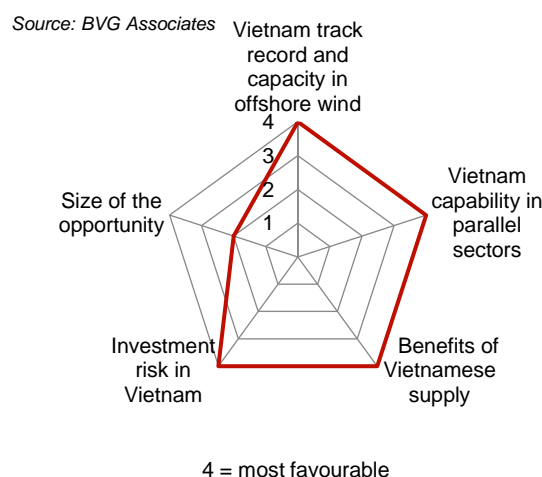 Source: BVG Associates
Vietnam track
record and
capacity in
offshore wind
4
3
2
1
Vietnam
capability in
parallel
sectors
Size of the
opportunity
Investment
risk in
Vietnam
Benefits of
Vietnamese
supply
4 = most favourable